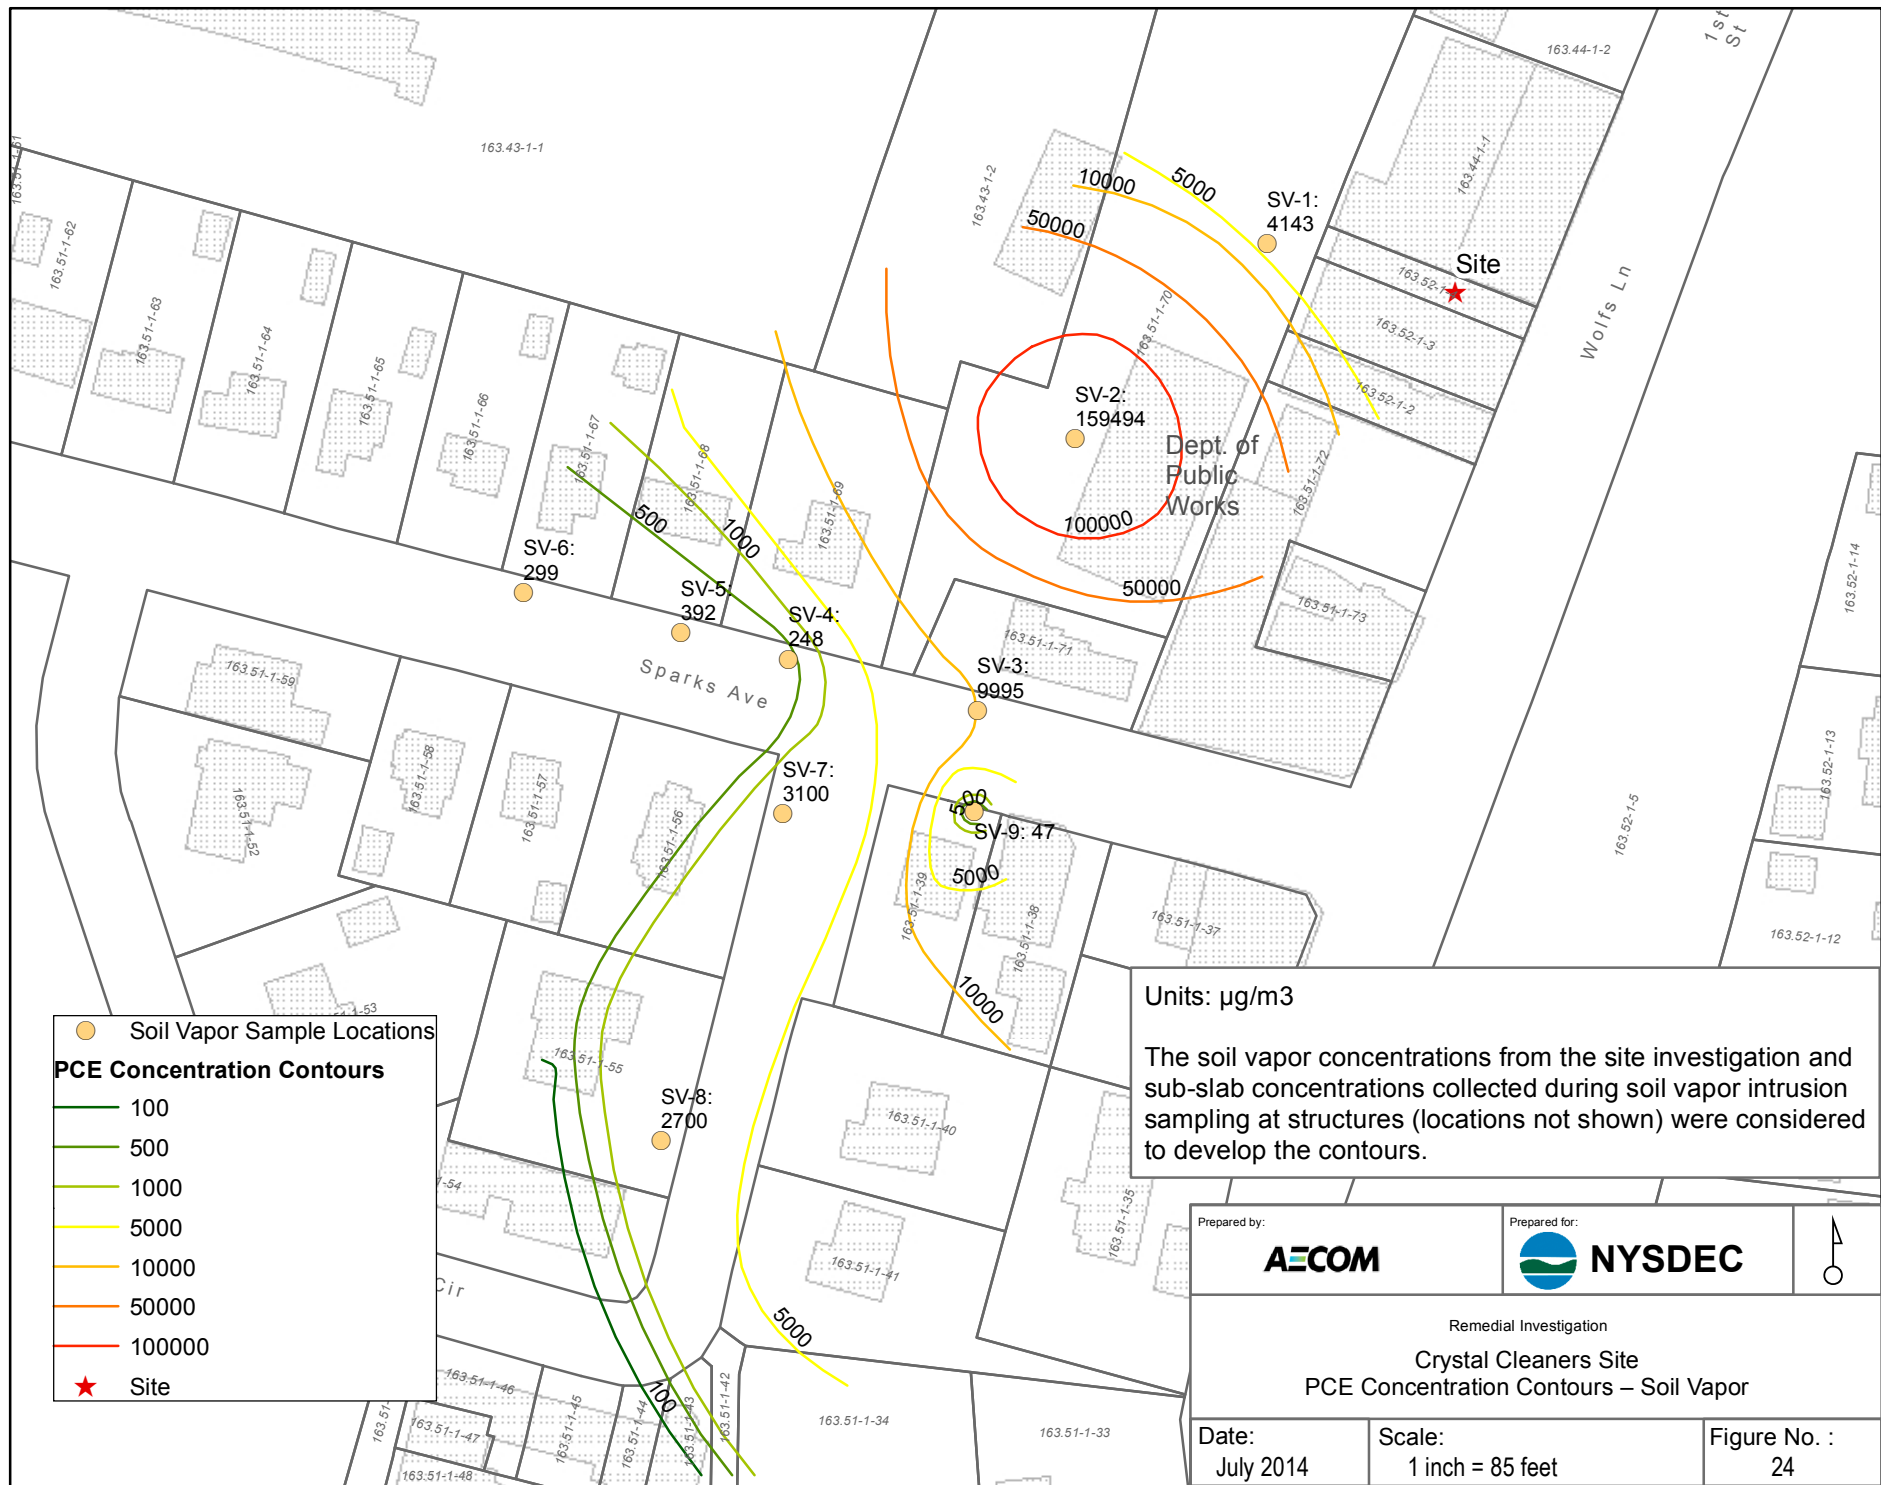 1st
St
163.44-1-2
163.43-1-1
163.51-1-61
163.43-1-2
163.44-1-1
10000
5000
SV-1:
4143
50000
Site
163.52-1-
163.51-1-62
163.51-1-63
163.51-1-64
163.51-1-65
163.51-1-66
163.51-1-67
163.51-1-68
163.51-1-69
163.51-1-70
163.52-1-3
Wolfs Ln
163.52-1-2
SV-2:
159494
Dept. of
Public
Works
100000
163.51-1-72
500
1000
SV-6:
299
SV-5:
392
SV-4:
248
50000
163.51-1-73
163.52-1-14
163.51-1-71
SV-3:
9995
Sparks Ave
163.51-1-59
163.51-1-58
163.51-1-57
163.51-1-56
163.51-1-52
SV-7:
3100
500
SV-9: 47
5000
163.52-1-13
163.52-1-5
163.51-1-39
163.51-1-38
163.51-1-37
163.52-1-12
10000
51-1-53
163.51-1-55
SV-8:
2700
163.51-1-40
163.51-1-35
-54
163.51-1-41
Cir
5000
100
163.51-1-46
163.51-1-47
163.51-1-48
163.51-1-45
163.51-1-44
163.51-1-43
163.51-1-42
163.51-
163.51-1-34
163.51-1-33
Soil Vapor Sample Locations
PCE Concentration Contours
100
500
1000
5000
10000
50000
100000
Site
Units: µg/m3
The soil vapor concentrations from the site investigation and
sub-slab concentrations collected during soil vapor intrusion
sampling at structures (locations not shown) were considered
to develop the contours.
Prepared by:
AECOM
Prepared for:
NYSDEC
Remedial Investigation
Crystal Cleaners Site
PCE Concentration Contours – Soil Vapor
Date:
July 2014
Scale:
1 inch = 85 feet
Figure No. :
24